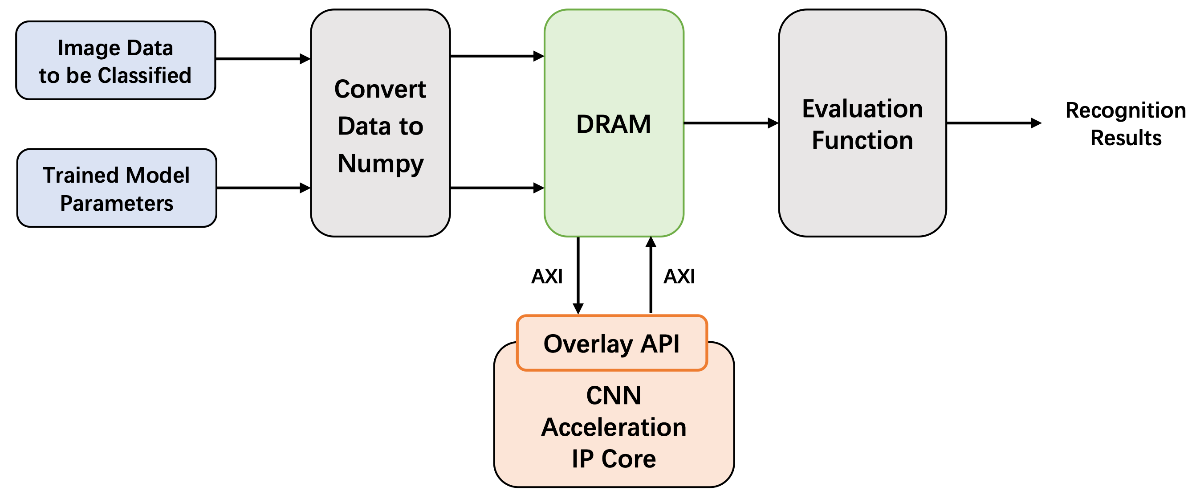 Image Data
to be Classified
Trained Model
Parameters
Convert
Data to
Numpy
DRAM
Evaluation
Function
Recognition
Results
AXI
AXI
Overlay API
CNN
Acceleration
IP Core